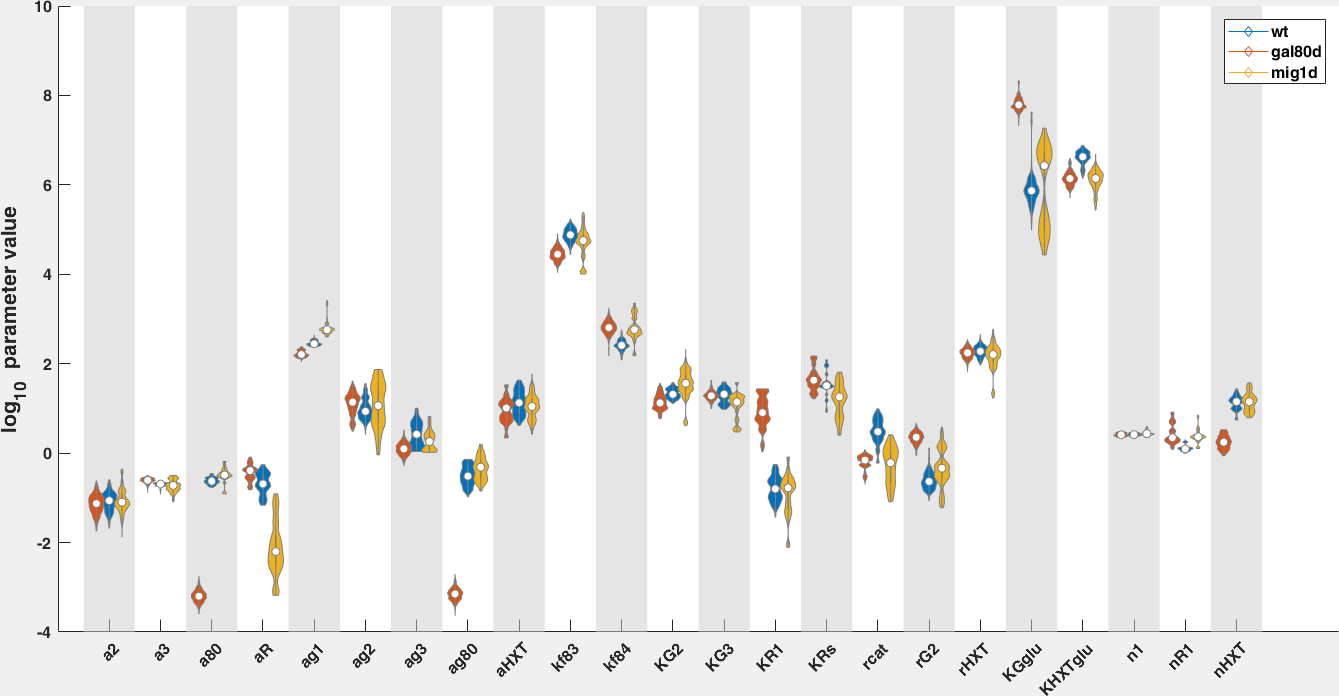 10
8
6
4
2
0
-2
-4
log10 parameter value
wt
gal80d
mig1d
a2
a3
a80
aR
ag1
ag2
ag3
ag80
aHXT
kf83
kf84
KG2
KG3
KR1
KRs
rcat
rG2
rHXT
KGglu
KHXTglu
n1
nR1
nHXT